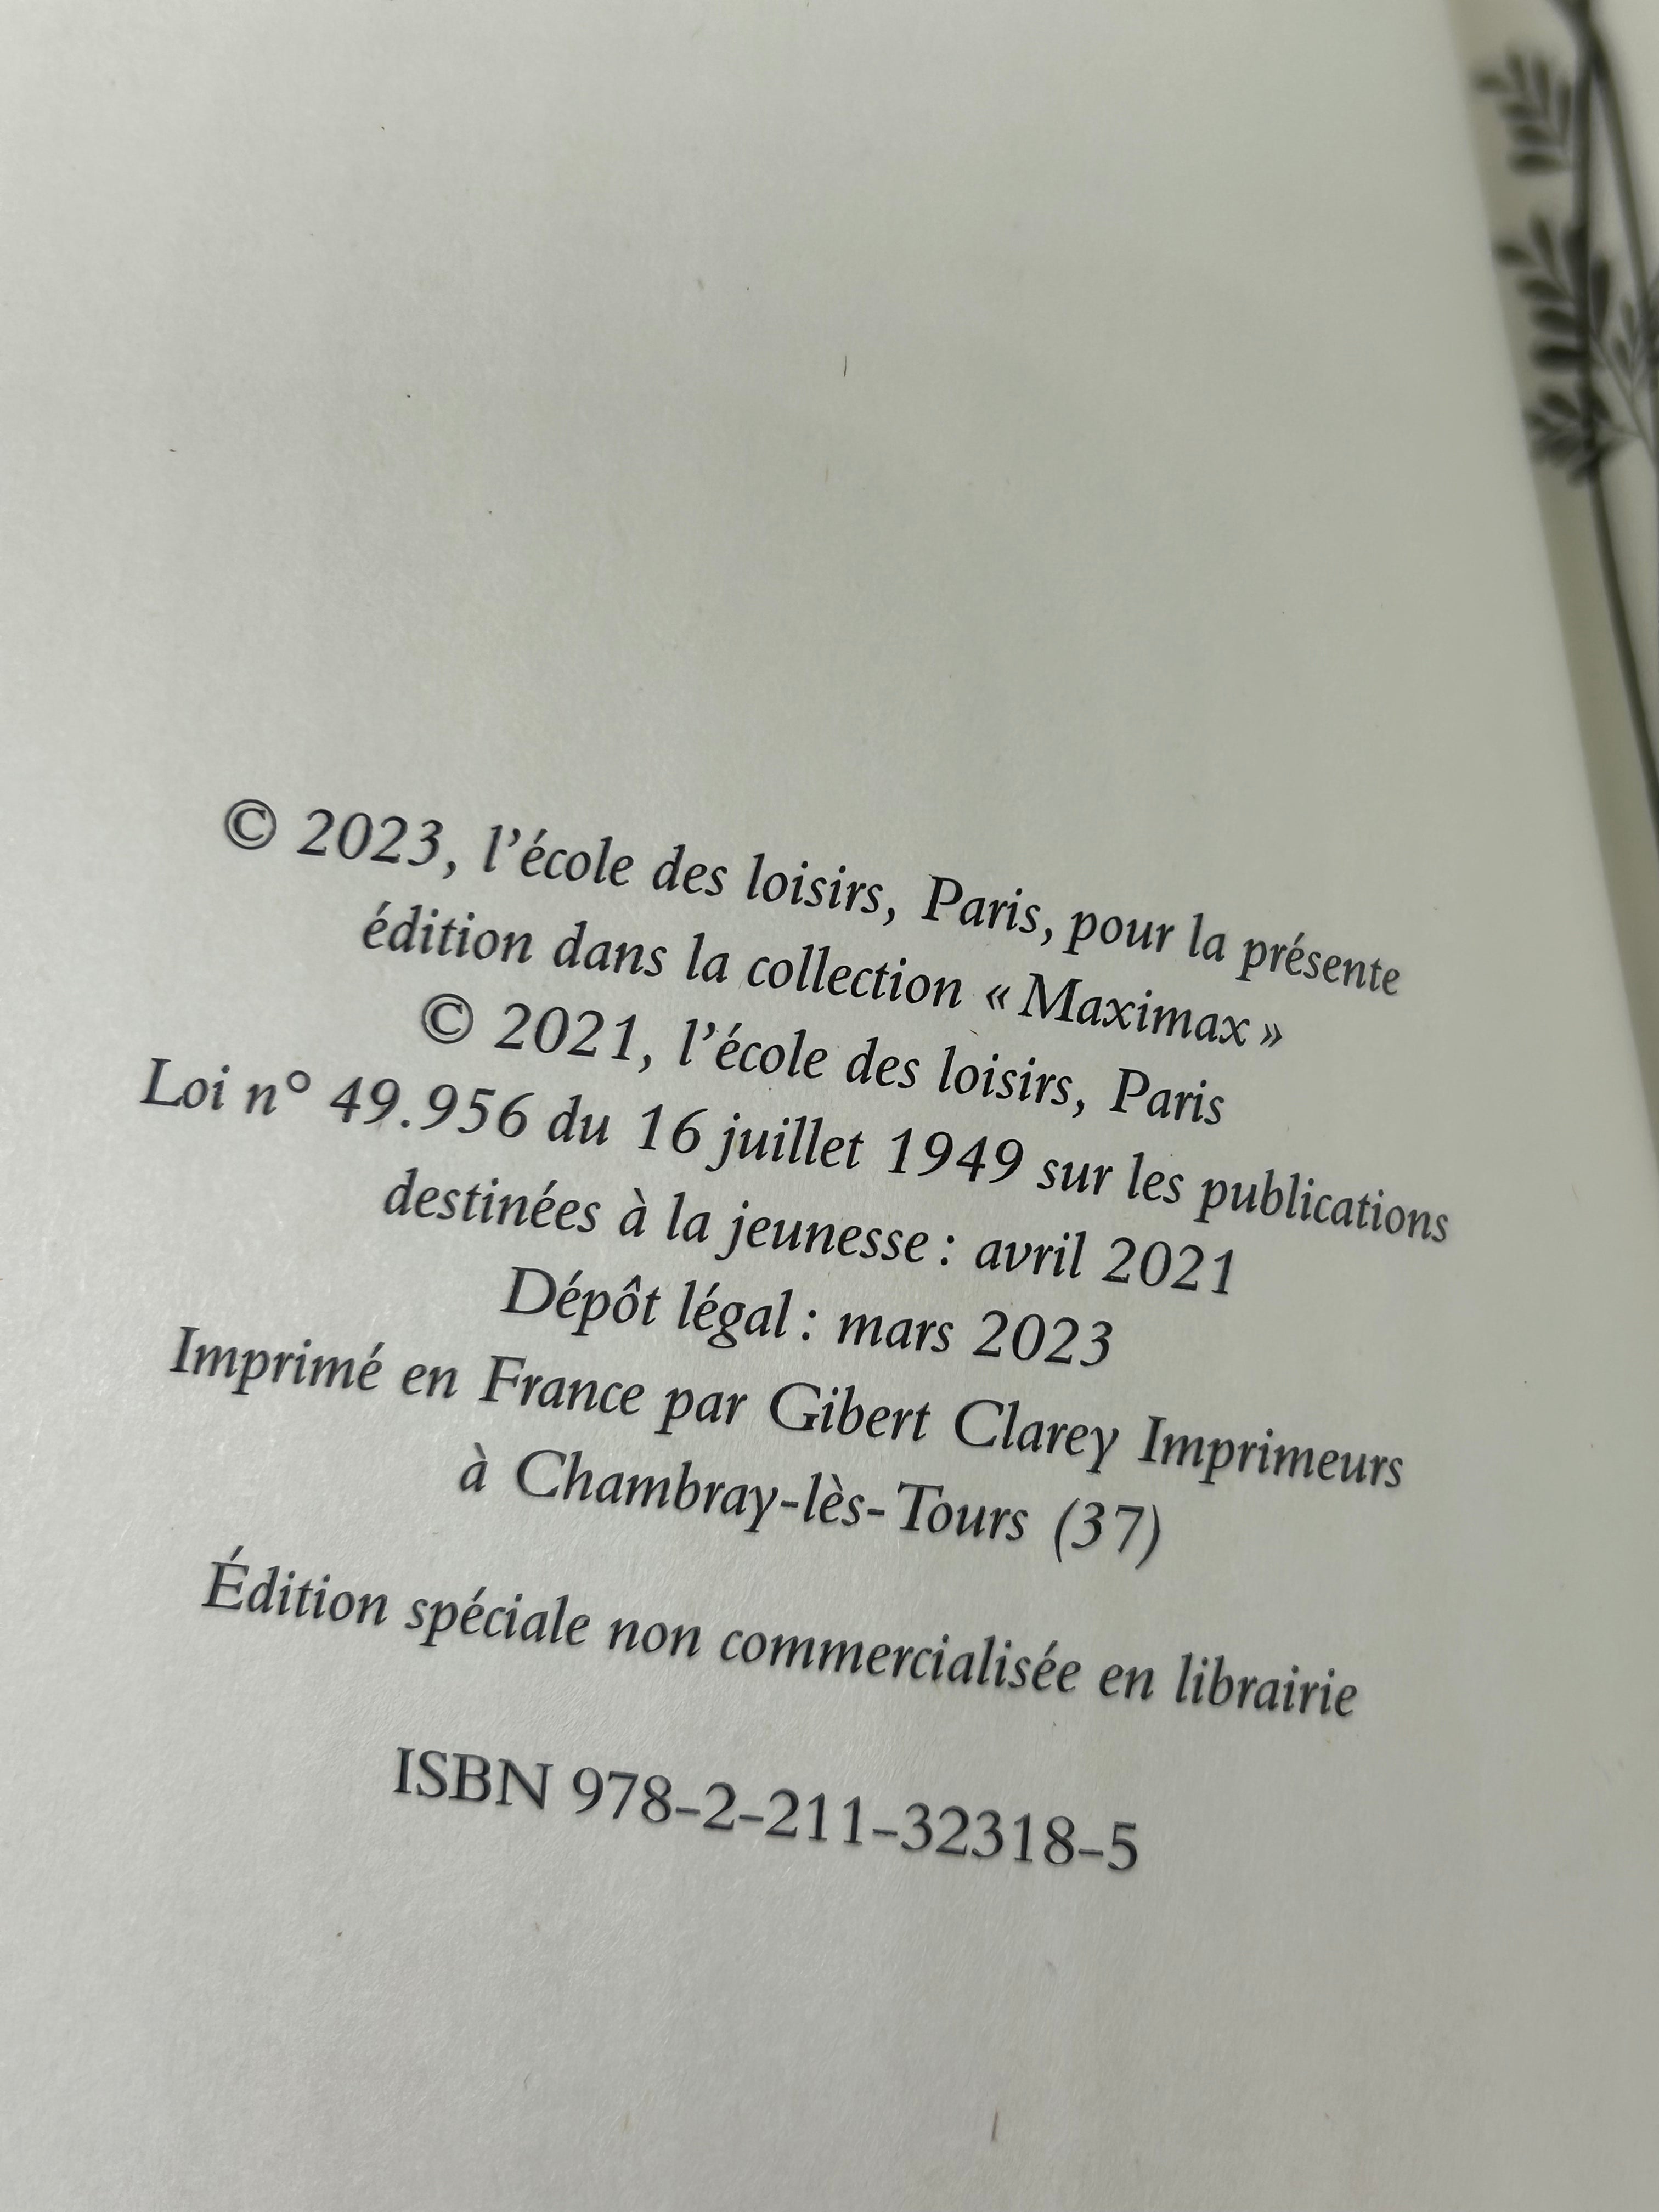 © 2023, l’école des loisirs, Paris, pour la présente
édition dans la collection « Maximax »
© 2021, l’école des loisirs, Paris
Loi n° 49.956 du 16 juillet 1949 sur les publications
destinées à la jeunesse : avril 2021
Dépôt légal : mars 2023
Imprimé en France par Gibert Clarey Imprimeurs
à Chambray-lès-Tours (37)
Édition spéciale non commercialisée en librairie
ISBN 978-2-211-32318-5